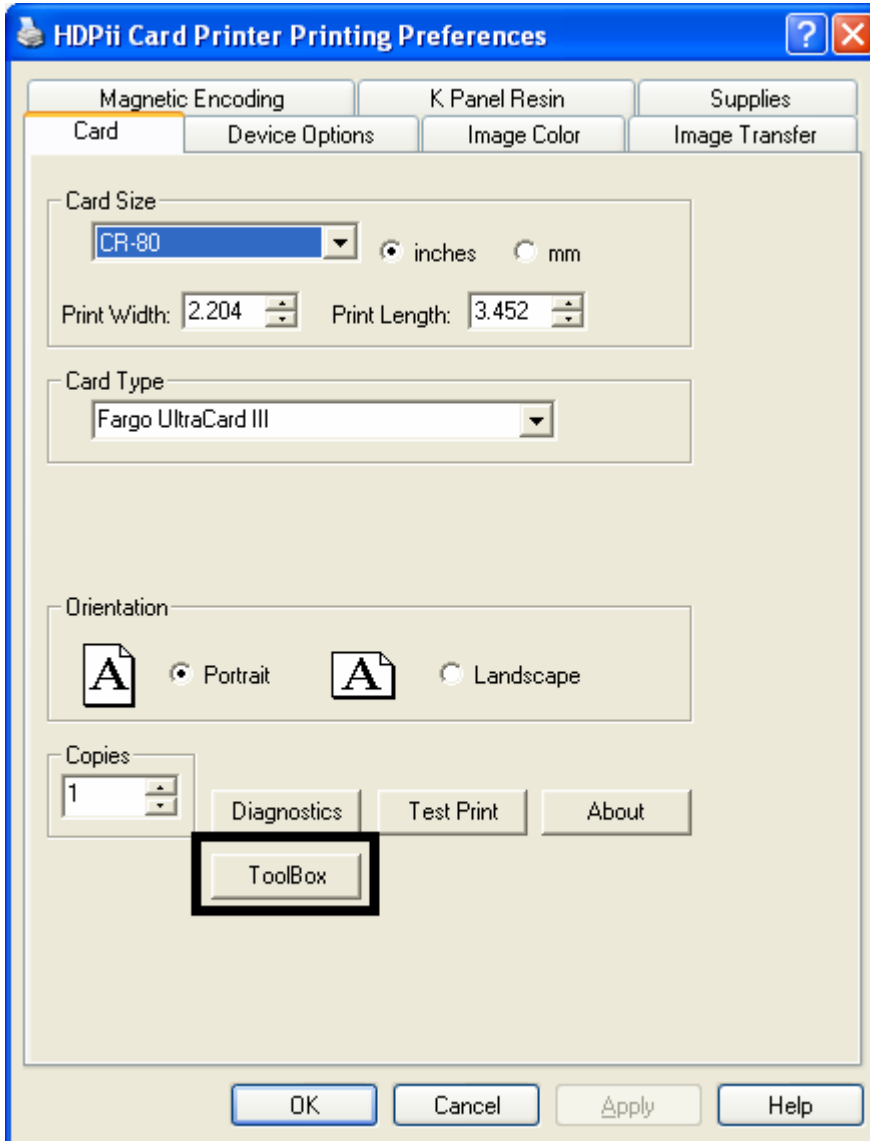 HDPii Card Printer Printing Preferences
Magnetic Encoding K Panel Resin Supplies
Card Device Options Image Color Image Transfer
Card Size
CR-80 inches mm
Print Width: 2.204 Print Length: 3.452
Card Type
Fargo UltraCard III
Orientation
A Portrait A Landscape
Copies
1 Diagnostics Test Print About
ToolBox
OK Cancel Apply Help